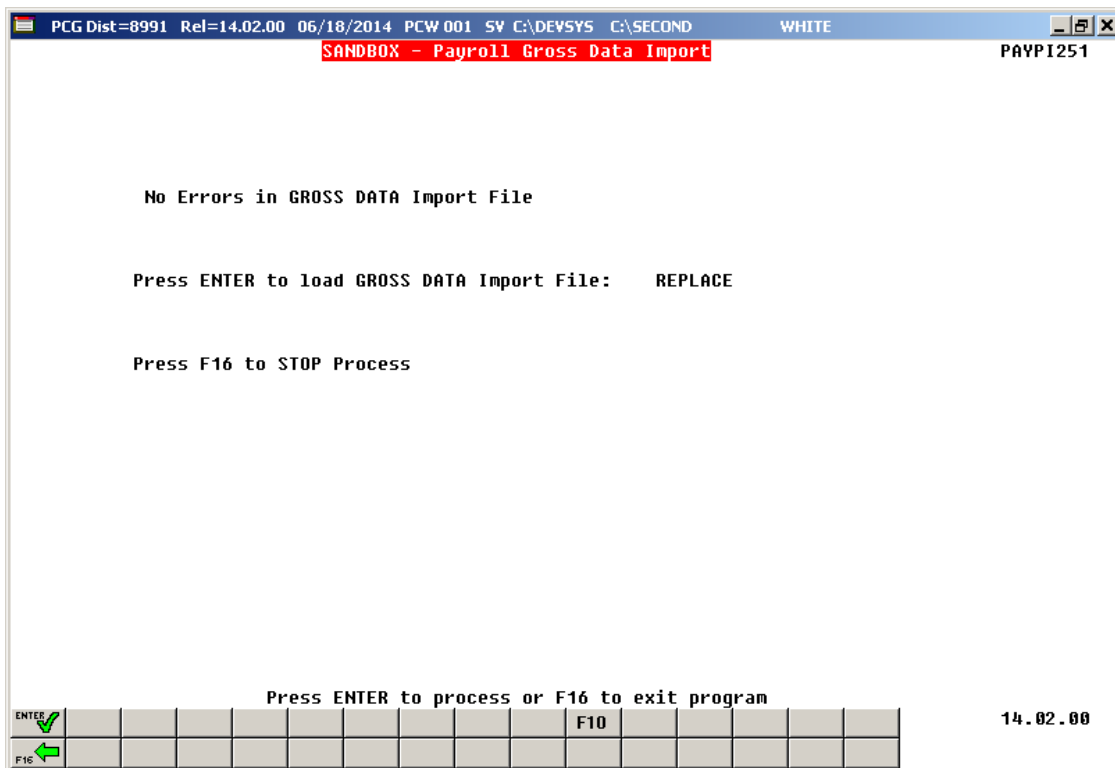 PCG Dist=8991 Rel=14.02.00 06/18/2014 PCW 001 SV C:\DEVSYS C:\SECOND WHITE
SANDBOX - Payroll Gross Data Import PAYPI251
No Errors in GROSS DATA Import File
Press ENTER to load GROSS DATA Import File: REPLACE
Press F16 to STOP Process
Press ENTER to process or F16 to exit program
ENTER F10 14.02.00
F16